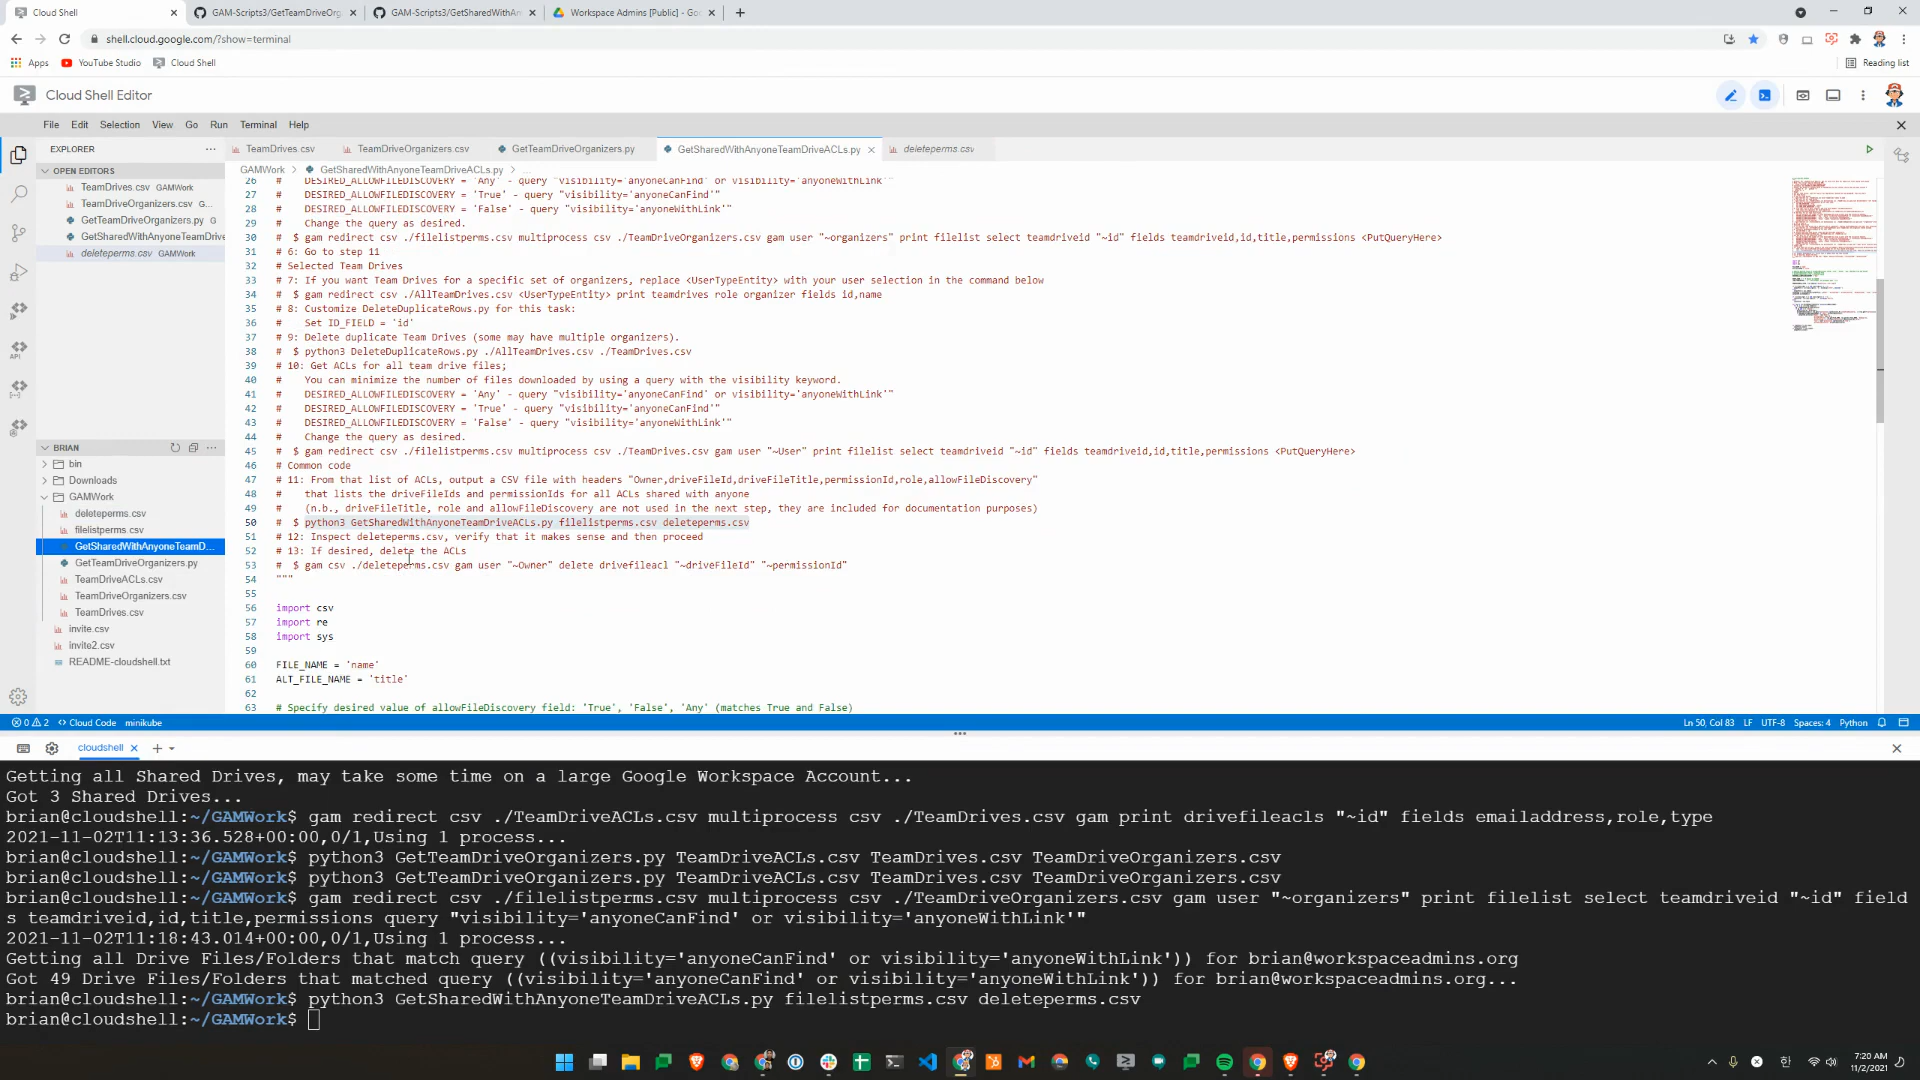 Cloud Shell
GAM-Scripts3/GetTeamDriveOrg
GAM-Scripts3/GetSharedWithAn
Workspace Admins [Public] - Goo
shell.cloud.google.com/?show=terminal
Apps
YouTube Studio
Cloud Shell
Reading list
Cloud Shell Editor
File Edit Selection View Go Run Terminal Help
EXPLORER
TeamDrives.csv
TeamDriveOrganizers.csv
GetTeamDriveOrganizers.py
GetSharedWithAnyoneTeamDriveACLs.py
deleteperms.csv
OPEN EDITORS
TeamDrives.csv GAMWork
TeamDriveOrganizers.csv G...
GetTeamDriveOrganizers.py G
GetSharedWithAnyoneTeamDrive
deleteperms.csv GAMWork
BRIAN
bin
Downloads
GAMWork
deleteperms.csv
filelistperms.csv
GetSharedWithAnyoneTeamD...
GetTeamDriveOrganizers.py
TeamDriveACLs.csv
TeamDriveOrganizers.csv
TeamDrives.csv
invite.csv
invite2.csv
README-cloudshell.txt
GAMWork > GetSharedWithAnyoneTeamDriveACLs.py > ...
26 # DESIRED_ALLOWFILEDISCOVERY = 'Any' - query "visibility='anyoneCanFind' or visibility='anyoneWithLink'"
27 # DESIRED_ALLOWFILEDISCOVERY = 'True' - query "visibility='anyoneCanFind'"
28 # DESIRED_ALLOWFILEDISCOVERY = 'False' - query "visibility='anyoneWithLink'"
29 # Change the query as desired.
30 # $ gam redirect csv ./filelistperms.csv multiprocess csv ./TeamDriveOrganizers.csv gam user "~organizers" print filelist select teamdriveid "~id" fields teamdriveid,id,title,permissions <PutQueryHere>
31 # 6: Go to step 11
32 # Selected Team Drives
33 # 7: If you want Team Drives for a specific set of organizers, replace <UserTypeEntity> with your user selection in the command below
34 # $ gam redirect csv ./AllTeamDrives.csv <UserTypeEntity> print teamdrives role organizer fields id,name
35 # 8: Customize DeleteDuplicateRows.py for this task:
36 # Set ID_FIELD = 'id'
37 # 9: Delete duplicate Team Drives (some may have multiple organizers).
38 # $ python3 DeleteDuplicateRows.py ./AllTeamDrives.csv ./TeamDrives.csv
39 # 10: Get ACLs for all team drive files;
40 # You can minimize the number of files downloaded by using a query with the visibility keyword.
41 # DESIRED_ALLOWFILEDISCOVERY = 'Any' - query "visibility='anyoneCanFind' or visibility='anyoneWithLink'"
42 # DESIRED_ALLOWFILEDISCOVERY = 'True' - query "visibility='anyoneCanFind'"
43 # DESIRED_ALLOWFILEDISCOVERY = 'False' - query "visibility='anyoneWithLink'"
44 # Change the query as desired.
45 # $ gam redirect csv ./filelistperms.csv multiprocess csv ./TeamDrives.csv gam user "~User" print filelist select teamdriveid "~id" fields teamdriveid,id,title,permissions <PutQueryHere>
46 # Common code
47 # 11: From that list of ACLs, output a CSV file with headers "Owner,driveFileId,driveFileTitle,permissionId,role,allowFileDiscovery"
48 # that lists the driveFileIds and permissionIds for all ACLs shared with anyone
49 # (n.b., driveFileTitle, role and allowFileDiscovery are not used in the next step, they are included for documentation purposes)
50 # $ python3 GetSharedWithAnyoneTeamDriveACLs.py filelistperms.csv deleteperms.csv
51 # 12: Inspect deleteperms.csv, verify that it makes sense and then proceed
52 # 13: If desired, delete the ACLs
53 # $ gam csv ./deleteperms.csv gam user "~Owner" delete drivefileacl "~driveFileId" "~permissionId"
54 """
55
56 import csv
57 import re
58 import sys
59
60 FILE_NAME = 'name'
61 ALT_FILE_NAME = 'title'
62
63 # Specify desired value of allowFileDiscovery field: 'True', 'False', 'Any' (matches True and False)
0 2 Cloud Code minikube
Ln 50, Col 83 LF UTF-8 Spaces: 4 Python
cloudshell
Getting all Shared Drives, may take some time on a large Google Workspace Account...
Got 3 Shared Drives...
brian@cloudshell:~/GAMWork$ gam redirect csv ./TeamDriveACLs.csv multiprocess csv ./TeamDrives.csv gam print drivefileacls "~id" fields emailaddress,role,type
2021-11-02T11:13:36.528+00:00,0/1,Using 1 process...
brian@cloudshell:~/GAMWork$ python3 GetTeamDriveOrganizers.py TeamDriveACLs.csv TeamDrives.csv TeamDriveOrganizers.csv
brian@cloudshell:~/GAMWork$ python3 GetTeamDriveOrganizers.py TeamDriveACLs.csv TeamDrives.csv TeamDriveOrganizers.csv
brian@cloudshell:~/GAMWork$ gam redirect csv ./filelistperms.csv multiprocess csv ./TeamDriveOrganizers.csv gam user "~organizers" print filelist select teamdriveid "~id" field
s teamdriveid,id,title,permissions query "visibility='anyoneCanFind' or visibility='anyoneWithLink'"
2021-11-02T11:18:43.014+00:00,0/1,Using 1 process...
Getting all Drive Files/Folders that match query ((visibility='anyoneCanFind' or visibility='anyoneWithLink')) for brian@workspaceadmins.org
Got 49 Drive Files/Folders that matched query ((visibility='anyoneCanFind' or visibility='anyoneWithLink')) for brian@workspaceadmins.org...
brian@cloudshell:~/GAMWork$ python3 GetSharedWithAnyoneTeamDriveACLs.py filelistperms.csv deleteperms.csv
brian@cloudshell:~/GAMWork$
7:20 AM
11/2/2021